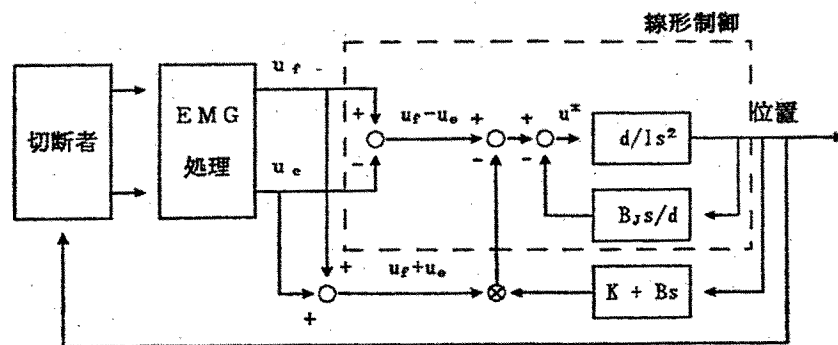 線形制御
切断者
EMG
処理
u_f
u_e
+
-
u_f-u_e
+
-
+
-
u*
d/Is²
位置
B_Js/d
+
+
u_f+u_e
K + Bs